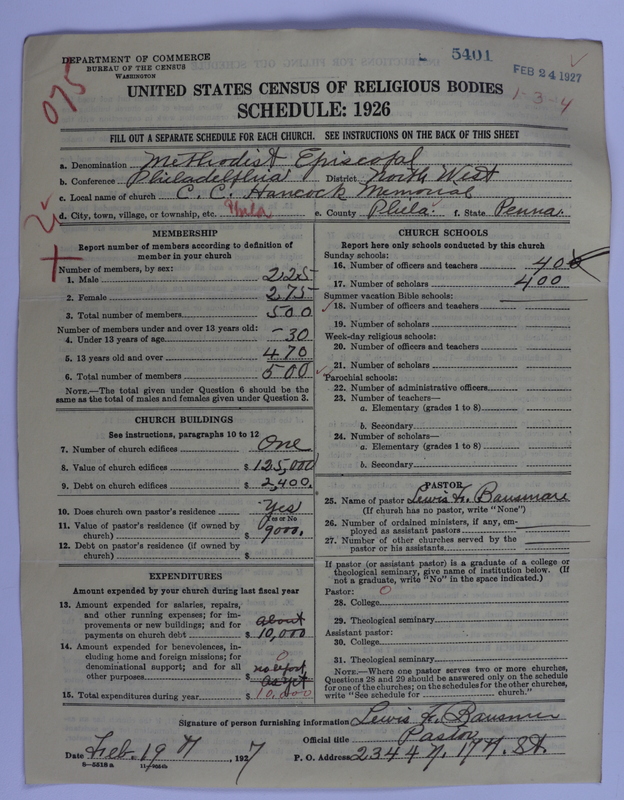 5401
FEB 24 1927
1-3-4
075
DEPARTMENT OF COMMERCE
BUREAU OF THE CENSUS
WASHINGTON
UNITED STATES CENSUS OF RELIGIOUS BODIES
SCHEDULE: 1926
FILL OUT A SEPARATE SCHEDULE FOR EACH CHURCH. SEE INSTRUCTIONS ON THE BACK OF THIS SHEET
a. Denomination Methodist Episcopal
b. Conference Philadelphia District North West
c. Local name of church C. C. Hancock Memorial
d. City, town, village, or township, etc. Phila e. County Phila. f. State Penna.
MEMBERSHIP
Report number of members according to definition of
member in your church
Number of members, by sex:
1. Male 225
2. Female 275
3. Total number of members 500
Number of members under and over 13 years old:
4. Under 13 years of age 30
5. 13 years old and over 470
6. Total number of members 500
NOTE.—The total given under Question 6 should be the
same as the total of males and females given under Question 3.
CHURCH BUILDINGS
See instructions, paragraphs 10 to 12
7. Number of church edifices One
8. Value of church edifices $125,000
9. Debt on church edifices $2,400.
10. Does church own pastor's residence Yes
Yes or No
11. Value of pastor's residence (if owned by
church) $ 9000.
12. Debt on pastor's residence (if owned by
church) $
EXPENDITURES
Amount expended by your church during last fiscal year
13. Amount expended for salaries, repairs,
and other running expenses; for im-
provements or new buildings; and for
payments on church debt $ about 10,000
14. Amount expended for benevolences, in-
cluding home and foreign missions; for
denominational support; and for all
other purposes $ 0 no report as yet
15. Total expenditures during year $ 10,000
CHURCH SCHOOLS
Report here only schools conducted by this church
Sunday schools:
16. Number of officers and teachers 40
17. Number of scholars 400
Summer vacation Bible schools:
18. Number of officers and teachers
19. Number of scholars
Week-day religious schools:
20. Number of officers and teachers
21. Number of scholars
Parochial schools:
22. Number of administrative officers
23. Number of teachers—
a. Elementary (grades 1 to 8)
b. Secondary
24. Number of scholars—
a. Elementary (grades 1 to 8)
b. Secondary
PASTOR
25. Name of pastor Lewis F.
(If church has no pastor, write "None")
26. Number of ordained ministers, if any, em-
ployed as assistant pastors
27. Number of other churches served by the
pastor or his assistants
If pastor (or assistant pastor) is a graduate of a college or
theological seminary, give name of institution below. (If
not a graduate, write "No" in the space indicated.)
Pastor: 0
28. College
29. Theological seminary
Assistant pastor:
30. College
31. Theological seminary
NOTE.—Where one pastor serves two or more churches,
Questions 28 and 29 should be answered only on the schedule
for one of the churches; on the schedules for the other churches,
write "See schedule for church."
Signature of person furnishing information Lewis F.
Official title Pastor
Date Feb. 19, 1927 P. O. Address 2344 N. 17 N. St.